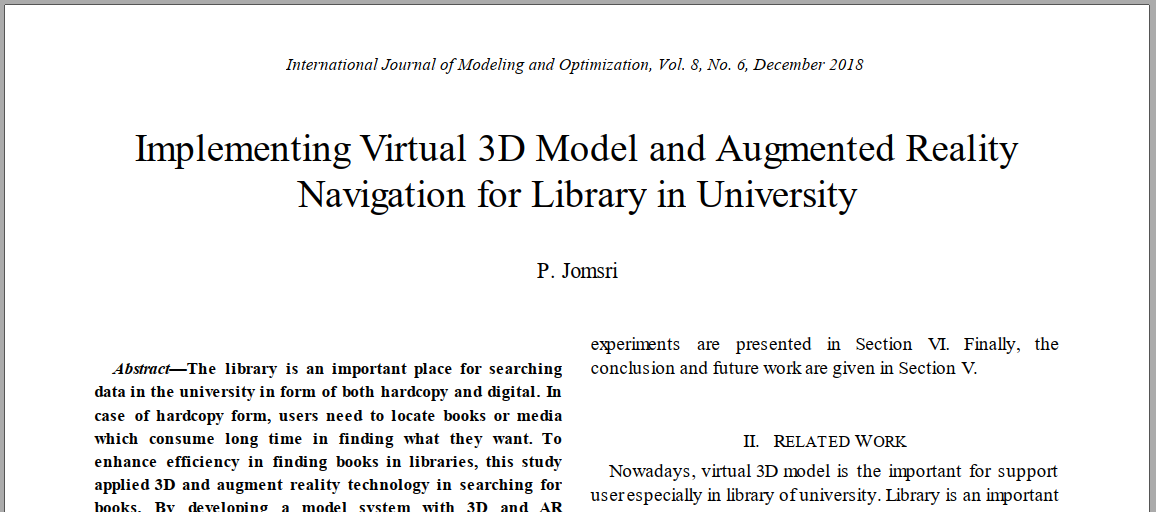 International Journal of Modeling and Optimization, Vol. 8, No. 6, December 2018
Implementing Virtual 3D Model and Augmented Reality
Navigation for Library in University
P. Jomsri
Abstract—The library is an important place for searching
data in the university in form of both hardcopy and digital. In
case of hardcopy form, users need to locate books or media
which consume long time in finding what they want. To
enhance efficiency in finding books in libraries, this study
applied 3D and augment reality technology in searching for
books. By developing a model system with 3D and AR
experiments are presented in Section VI. Finally, the
conclusion and future work are given in Section V.
II. RELATED WORK
Nowadays, virtual 3D model is the important for support
user especially in library of university. Library is an important